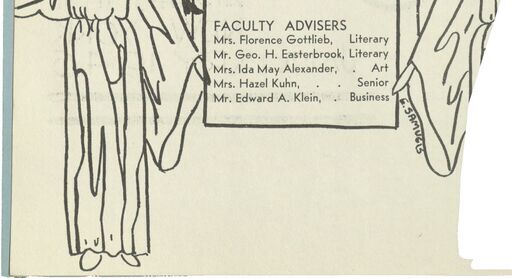 FACULTY ADVISERS
Mrs. Florence Gottlieb, Literary
Mr. Geo. H. Easterbrook, Literary
Mrs. Ida May Alexander, . Art
Mrs. Hazel Kuhn, . . Senior
Mr. Edward A. Klein, . Business
E. SAMUELS